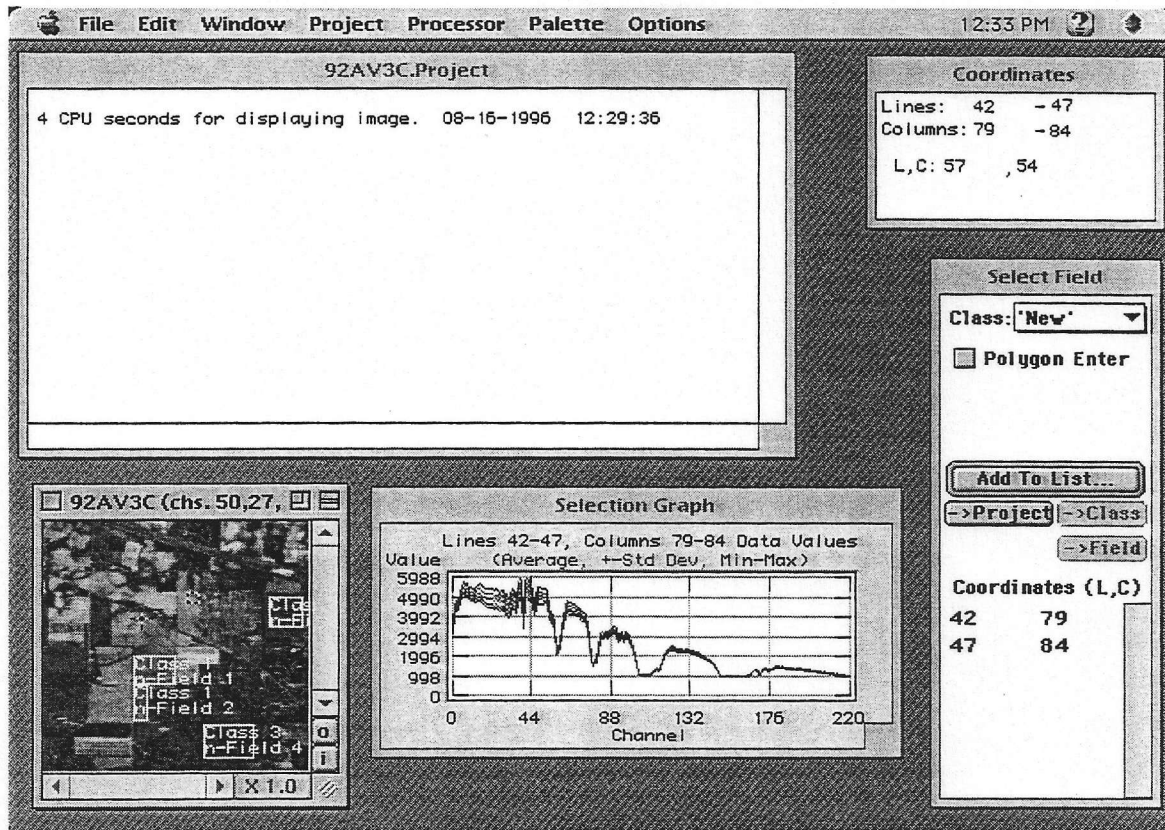 File Edit Window Project Processor Palette Options 12:33 PM
92AV3C.Project
4 CPU seconds for displaying image. 08-16-1996 12:29:36
Coordinates
Lines: 42 -47
Columns: 79 -84
L,C: 57 ,54
Select Field
Class: 'New'
Polygon Enter
Add To List...
->Project ->Class
->Field
Coordinates (L,C)
42 79
47 84
92AV3C (chs. 50,27,
Class 1
n-Field 1
Class 1
n-Field 2
Class 3
n-Field 4
X 1.0
a
i
Selection Graph
Lines 42-47, Columns 79-84 Data Values
Value (Average, +-Std Dev, Min-Max)
5988
4990
3992
2994
1996
998
0
0 44 88 132 176 220
Channel